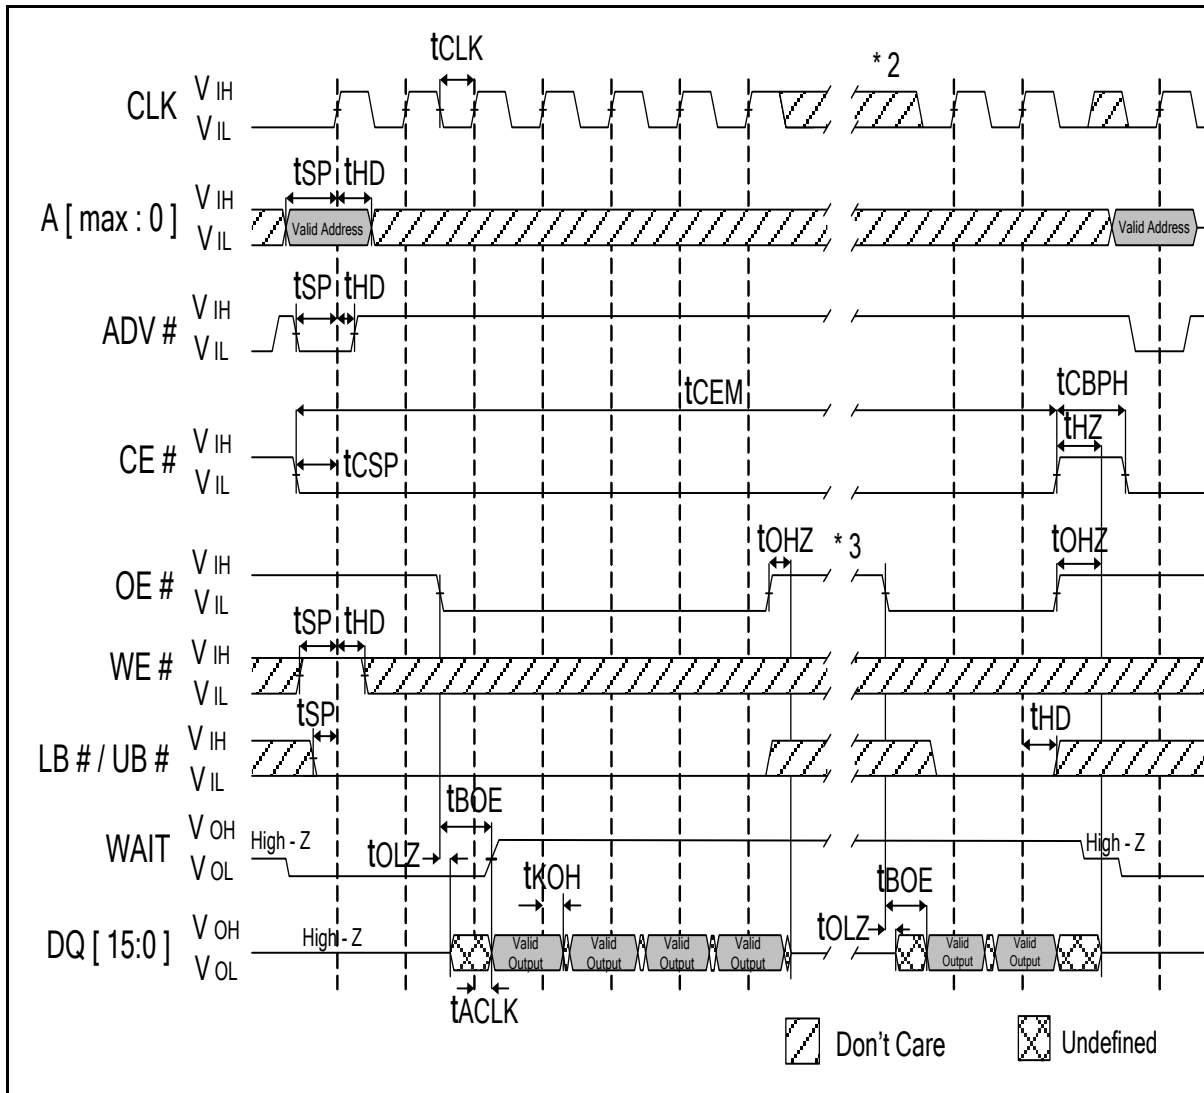 tCLK
* 2
CLK
V IH
V IL
tSP tHD
A [ max : 0 ]
V IH
V IL
Valid Address
Valid Address
tSP tHD
ADV #
V IH
V IL
tCEM
tCBPH
tHZ
CE #
V IH
V IL
tCSP
tOHZ * 3
tOHZ
OE #
V IH
V IL
tSP tHD
WE #
V IH
V IL
tSP
tHD
LB # / UB #
V IH
V IL
tBOE
WAIT
V OH
V OL
High - Z
High - Z
tOLZ
tKOH
tBOE
tOLZ
DQ [ 15:0 ]
V OH
V OL
High - Z
Valid Output
Valid Output
Valid Output
Valid Output
Valid Output
Valid Output
tACLK
Don't Care
Undefined